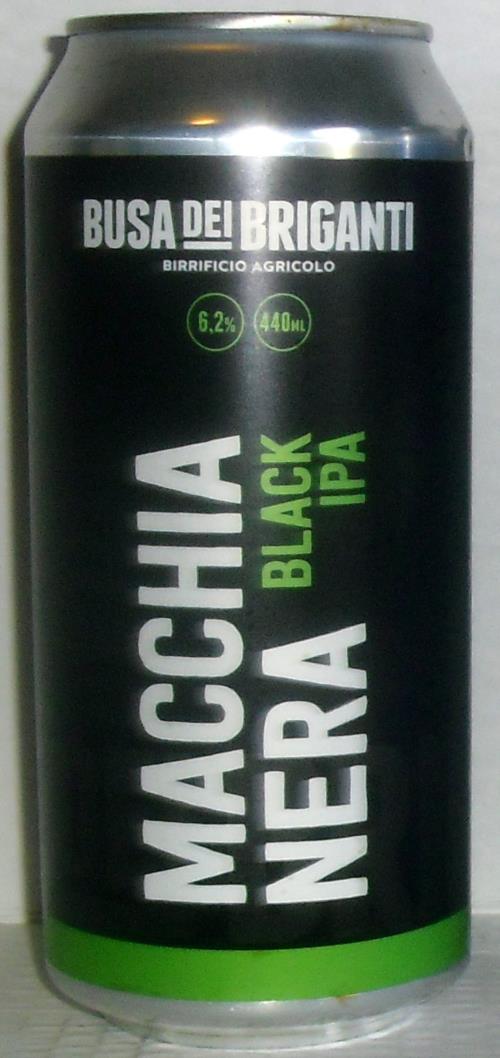 BUSA DEI BRIGANTI
BIRRIFICIO AGRICOLO
6,2% 440ML
MACCHIA
NERA
BLACK
IPA